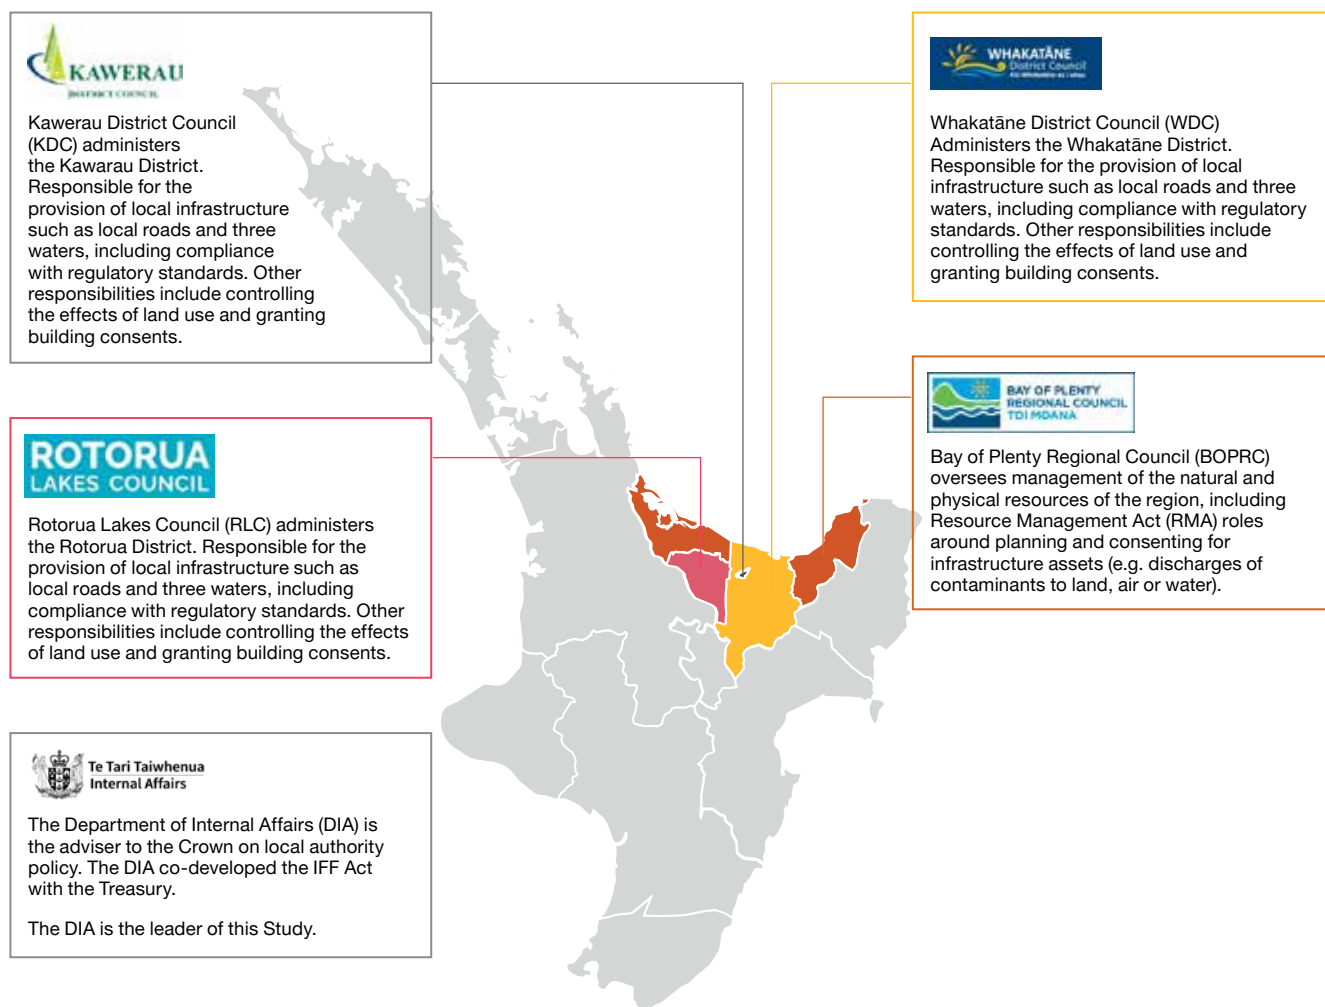 KAWERAU
DISTRICT COUNCIL
Kawerau District Council
(KDC) administers
the Kawarau District.
Responsible for the
provision of local infrastructure
such as local roads and three
waters, including compliance
with regulatory standards. Other
responsibilities include controlling
the effects of land use and granting
building consents.
ROTORUA
LAKES COUNCIL
Rotorua Lakes Council (RLC) administers
the Rotorua District. Responsible for the
provision of local infrastructure such as
local roads and three waters, including
compliance with regulatory standards. Other
responsibilities include controlling the effects
of land use and granting building consents.
Te Tari Taiwhenua
Internal Affairs
The Department of Internal Affairs (DIA) is
the adviser to the Crown on local authority
policy. The DIA co-developed the IFF Act
with the Treasury.
The DIA is the leader of this Study.
WHAKATĀNE
District Council
Whakatāne District Council (WDC)
Administers the Whakatāne District.
Responsible for the provision of local
infrastructure such as local roads and three
waters, including compliance with regulatory
standards. Other responsibilities include
controlling the effects of land use and
granting building consents.
BAY OF PLENTY
REGIONAL COUNCIL
TOI MOANA
Bay of Plenty Regional Council (BOPRC)
oversees management of the natural and
physical resources of the region, including
Resource Management Act (RMA) roles
around planning and consenting for
infrastructure assets (e.g. discharges of
contaminants to land, air or water).